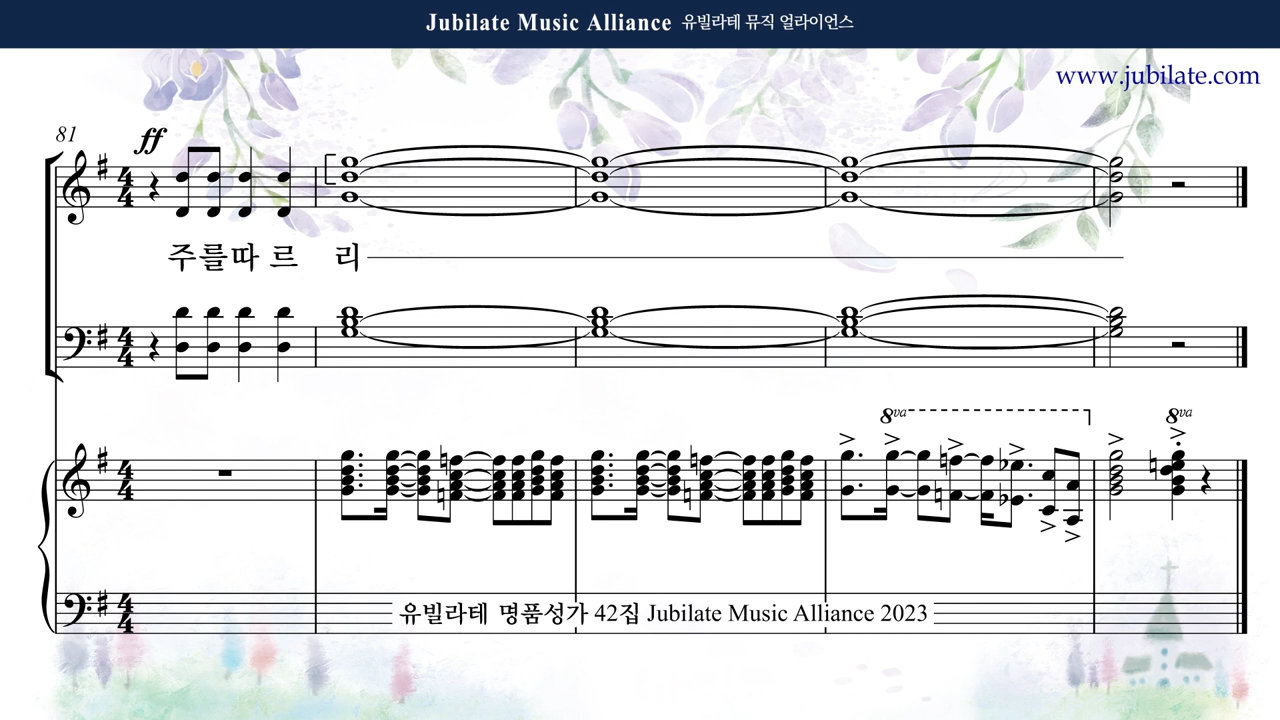 Jubilate Music Alliance 유빌라테 뮤직 얼라이언스
www.jubilate.com
81
ff
주를따 르 리
8va 8va
유빌라테 명품성가 42집 Jubilate Music Alliance 2023